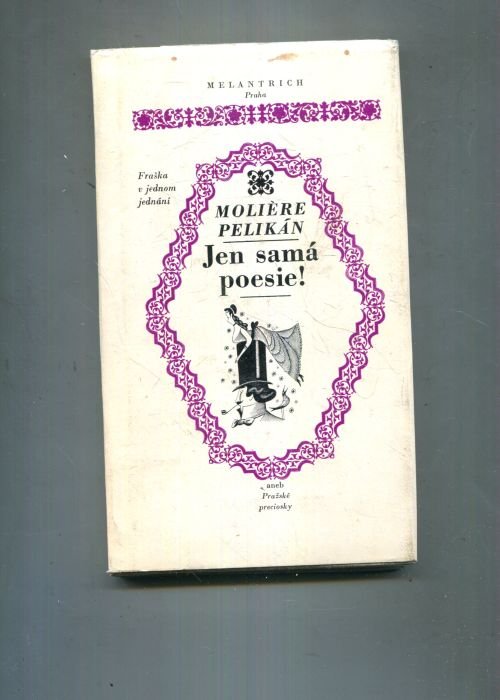 MELANTRICH
Praha
Fraška
v jednom
jednání
MOLIÈRE
PELIKÁN
Jen samá
poesie!
aneb
Pražské
preciosky